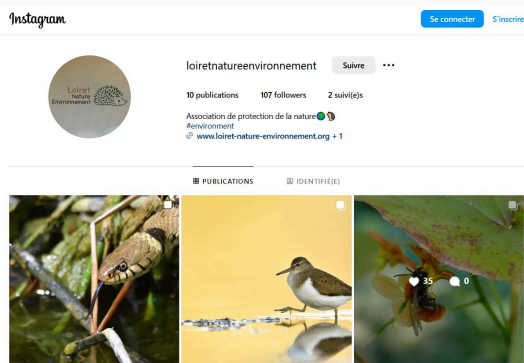 Instagram
Se connecter
S'inscrire
Loiret
Nature
Environnement
loiretnatureenvironnement
Suivre
10 publications 107 followers 2 suivi(e)s
Association de protection de la nature
#environment
www.loiret-nature-environnement.org + 1
PUBLICATIONS
IDENTIFIÉ(E)
35 0